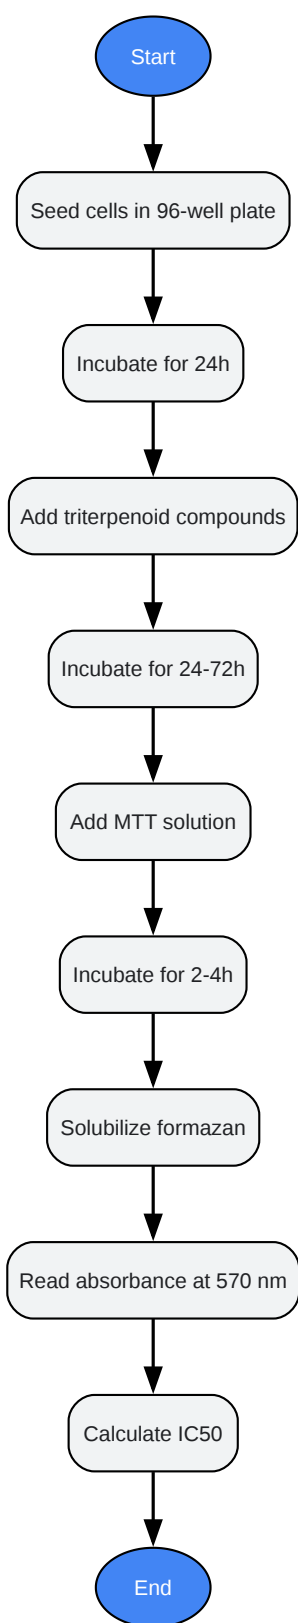 Start
Seed cells in 96-well plate
Incubate for 24h
Add triterpenoid compounds
Incubate for 24-72h
Add MTT solution
Incubate for 2-4h
Solubilize formazan
Read absorbance at 570 nm
Calculate IC50
End